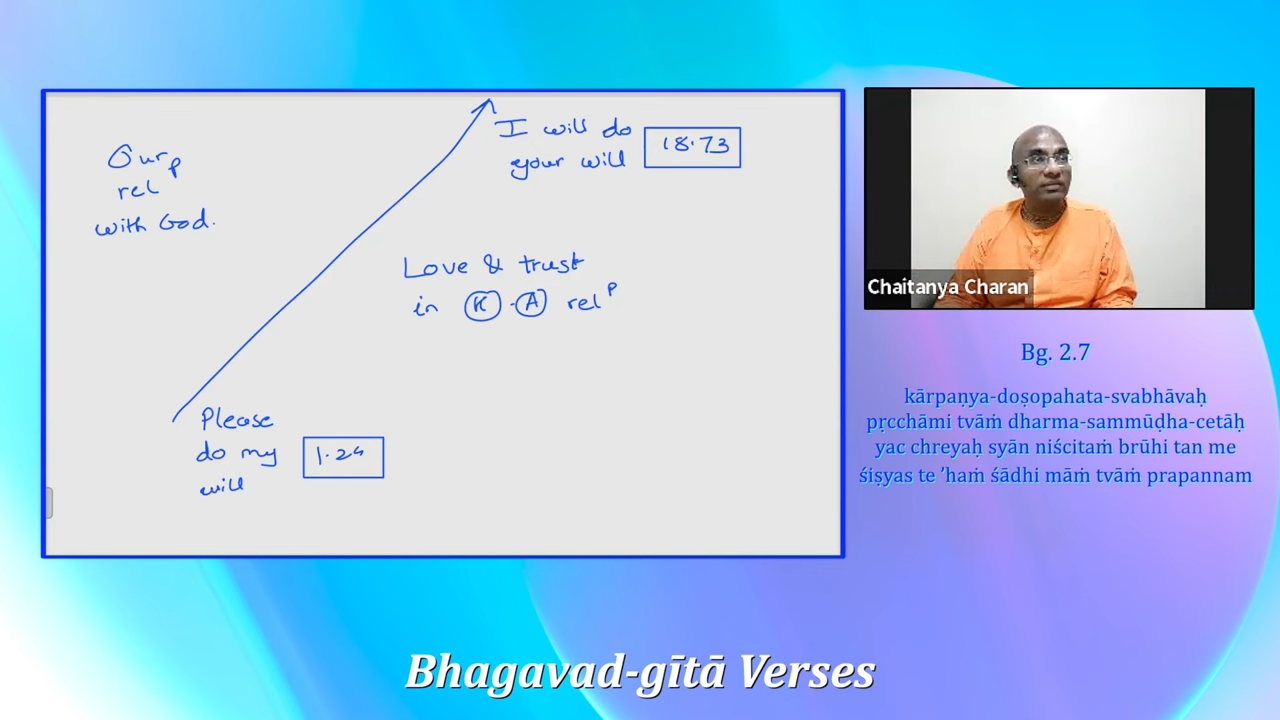 Our
rel p
with God.
I will do
your will 18.73
Love & trust
in K - A rel p
Please
do my
will 1.24
Chaitanya Charan
Bg. 2.7
kārpaṇya-doṣopahata-svabhāvaḥ
pṛcchāmi tvāṁ dharma-sammūḍha-cetāḥ
yac chreyaḥ syān niścitaṁ brūhi tan me
śiṣyas te 'haṁ śādhi māṁ tvāṁ prapannam
Bhagavad-gītā Verses